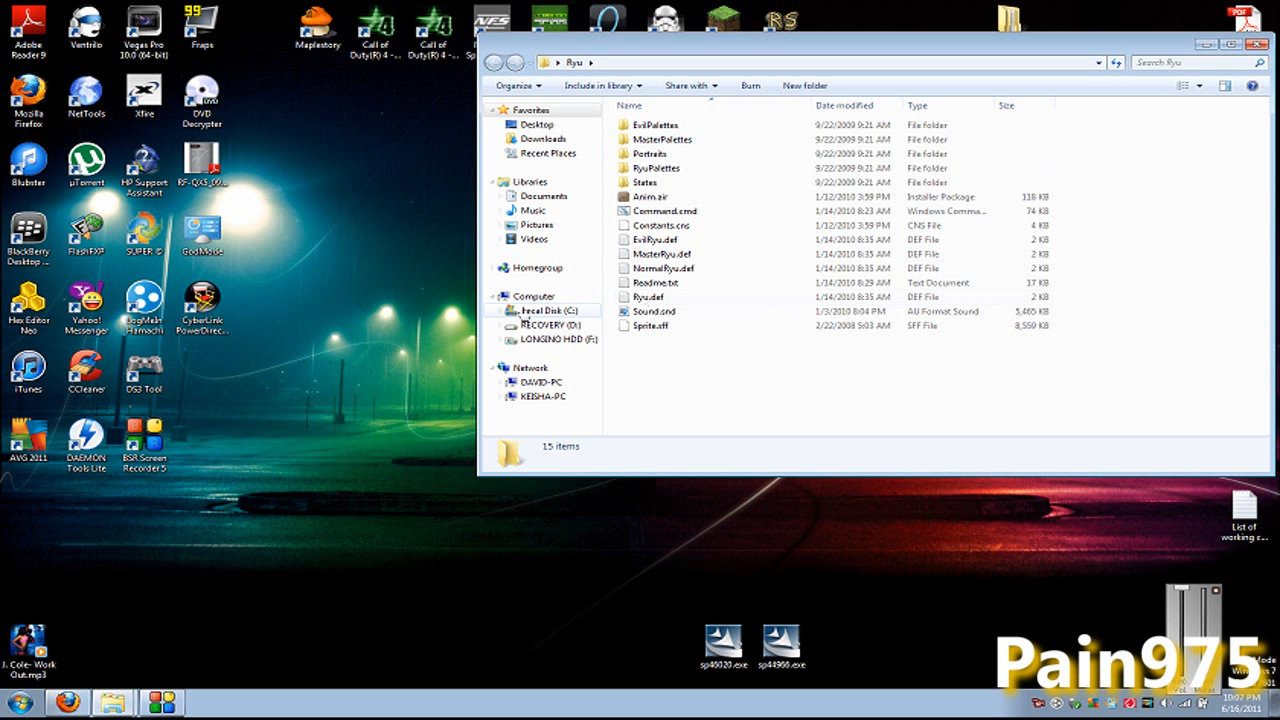 Adobe Reader 9
Ventrilo
Vegas Pro 10.0 (64-bit)
99
Fraps
Maplestory
Call of Duty(R) 4 -...
Call of Duty(R) 4 -...
NFS
RS
PDF
Mozilla Firefox
NetTools
Xfire
DVD Decrypter
Blubster
µTorrent
HP Support Assistant
RF-QX5_09...
BlackBerry Desktop ...
FlashFXP
SUPER ©
GodMode
Hex Editor Neo
Yahoo! Messenger
LogMeIn Hamachi
CyberLink PowerDirec...
iTunes
CCleaner
DS3 Tool
AVG 2011
DAEMON Tools Lite
BSR Screen Recorder 5
J. Cole- Work Out.mp3
Ryu
Search Ryu
Organize
Include in library
Share with
Burn
New folder
Favorites
Desktop
Downloads
Recent Places
Libraries
Documents
Music
Pictures
Videos
Homegroup
Computer
Local Disk (C:)
RECOVERY (D:)
LONGINO HDD (F:)
Network
DAVID-PC
KEISHA-PC
Name Date modified Type Size
EvilPalettes 9/22/2009 9:21 AM File folder
MasterPalettes 9/22/2009 9:21 AM File folder
Portraits 9/22/2009 9:21 AM File folder
RyuPalettes 9/22/2009 9:21 AM File folder
States 9/22/2009 9:21 AM File folder
Anim.air 1/12/2010 3:59 PM Installer Package 118 KB
Command.cmd 1/14/2010 8:23 AM Windows Comma... 74 KB
Constants.cns 1/12/2010 3:59 PM CNS File 4 KB
EvilRyu.def 1/14/2010 8:35 AM DEF File 2 KB
MasterRyu.def 1/14/2010 8:35 AM DEF File 2 KB
NormalRyu.def 1/14/2010 8:35 AM DEF File 2 KB
Readme.txt 1/14/2010 8:29 AM Text Document 17 KB
Ryu.def 1/14/2010 8:35 AM DEF File 2 KB
Sound.snd 1/3/2010 8:04 PM AU Format Sound 5,465 KB
Sprite.sff 2/22/2008 5:03 AM SFF File 8,559 KB
15 items
List of working c...
sp46020.exe
sp44966.exe
Pain975
Mode
10:07 PM
6/16/2011